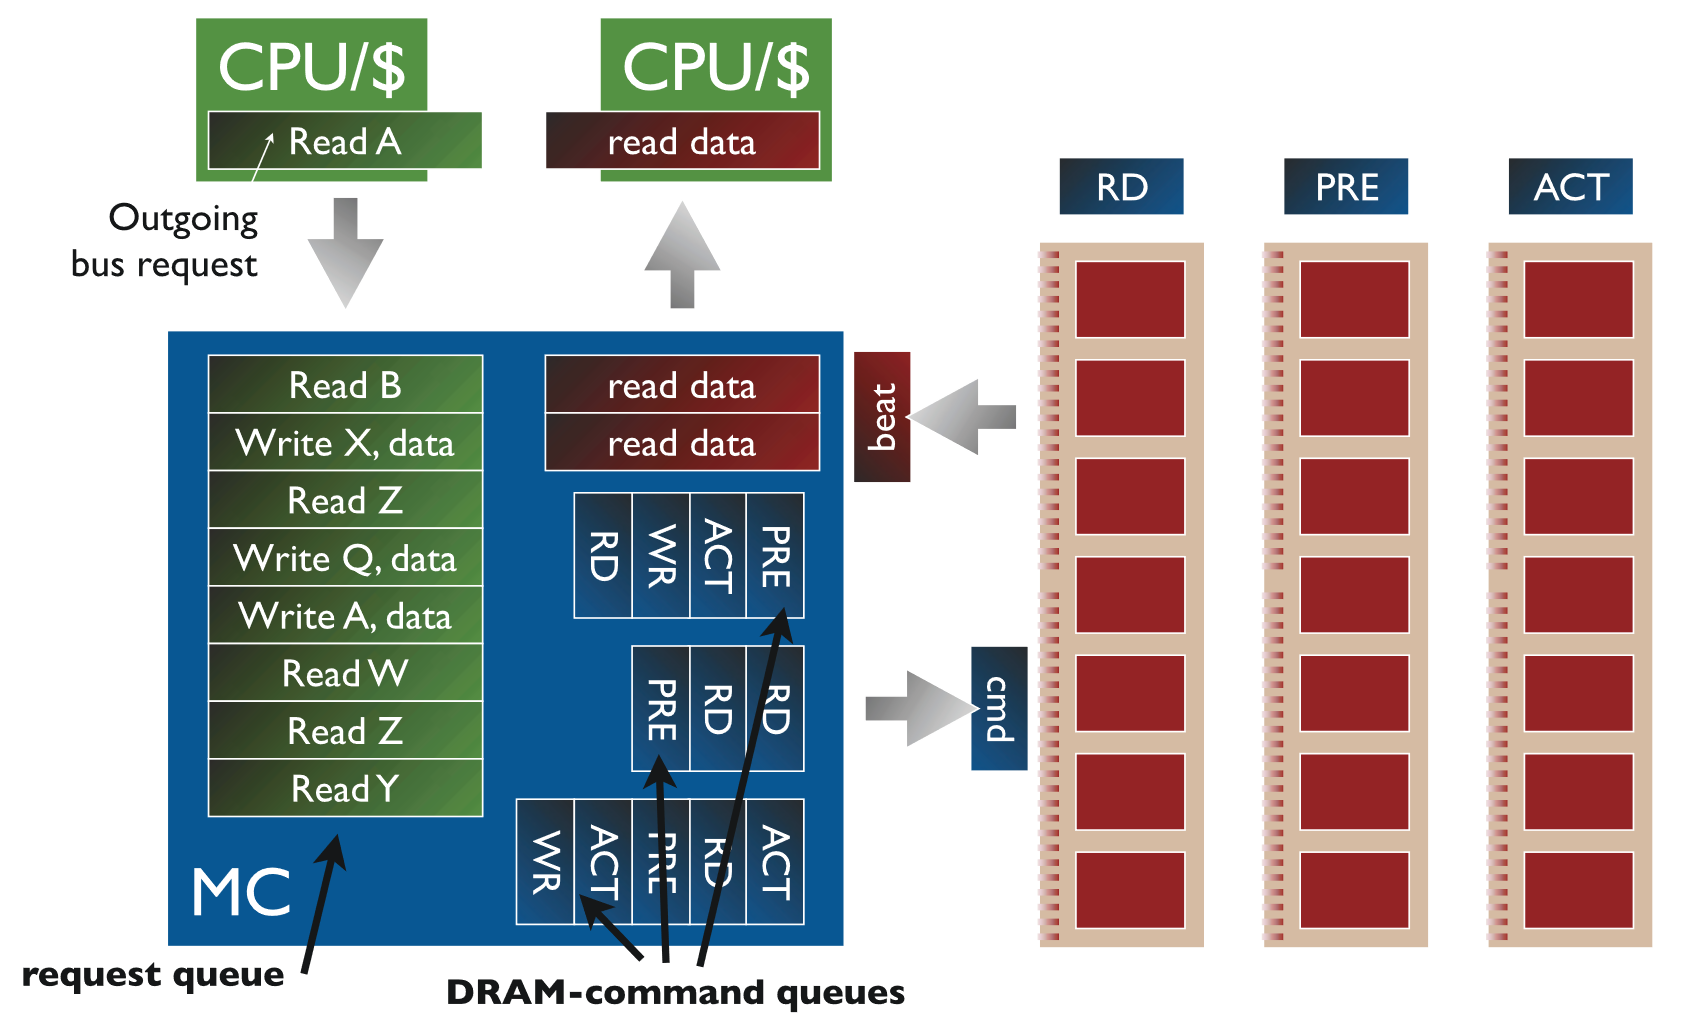 CPU/$
Read A
CPU/$
read data
Outgoing
bus request
RD
PRE
ACT
Read B
Write X, data
Read Z
Write Q, data
Write A, data
Read W
Read Z
Read Y
read data
read data
beat
RD
WR
ACT
PRE
PRE
RD
RD
cmd
WR
ACT
PRE
RD
ACT
MC
request queue
DRAM-command queues